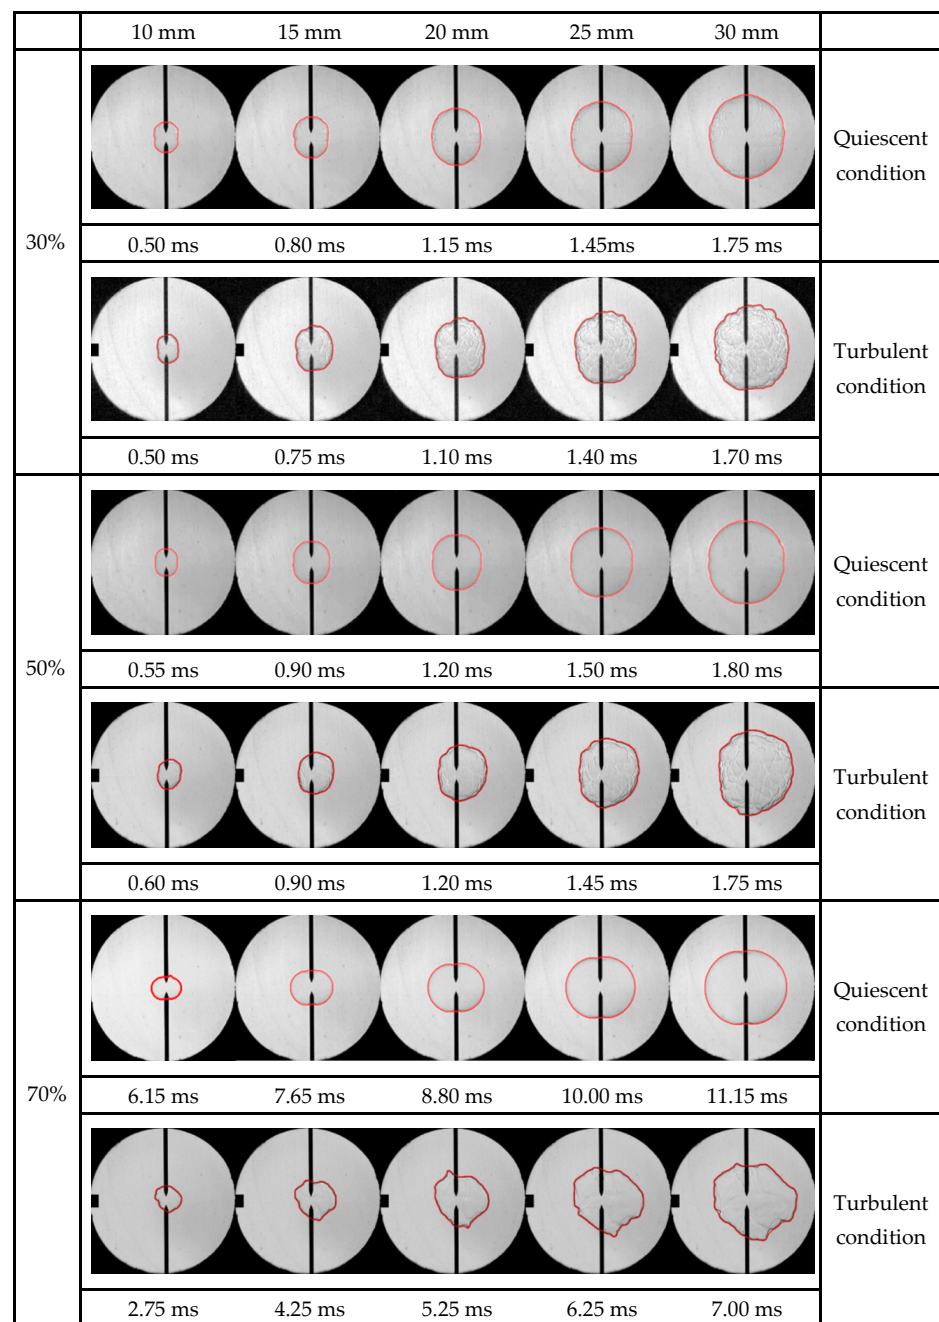 10 mm 15 mm 20 mm 25 mm 30 mm
Quiescent
condition
30%
0.50 ms 0.80 ms 1.15 ms 1.45ms 1.75 ms
Turbulent
condition
0.50 ms 0.75 ms 1.10 ms 1.40 ms 1.70 ms
Quiescent
condition
50%
0.55 ms 0.90 ms 1.20 ms 1.50 ms 1.80 ms
Turbulent
condition
0.60 ms 0.90 ms 1.20 ms 1.45 ms 1.75 ms
Quiescent
condition
70%
6.15 ms 7.65 ms 8.80 ms 10.00 ms 11.15 ms
Turbulent
condition
2.75 ms 4.25 ms 5.25 ms 6.25 ms 7.00 ms